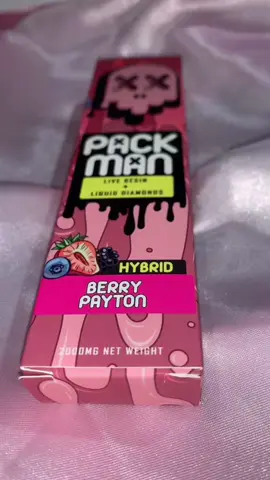 PACK
MAN
LIVE RESIN
+
LIQUID DIAMONDS
HYBRID
BERRY
PAYTON
2000MG NET WEIGHT